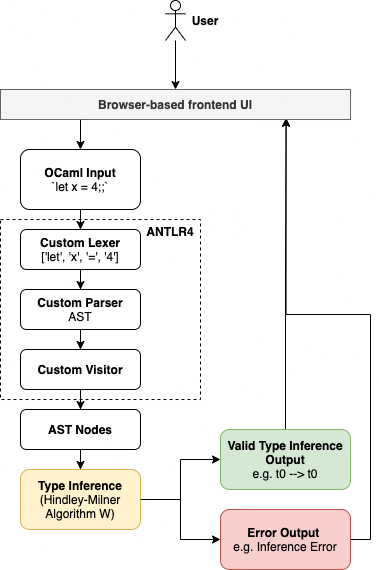 User
Browser-based frontend UI
OCaml Input
`let x = 4;;`
ANTLR4
Custom Lexer
['let', 'x', '=', '4']
Custom Parser
AST
Custom Visitor
AST Nodes
Type Inference
(Hindley-Milner
Algorithm W)
Valid Type Inference
Output
e.g. t0 --> t0
Error Output
e.g. Inference Error